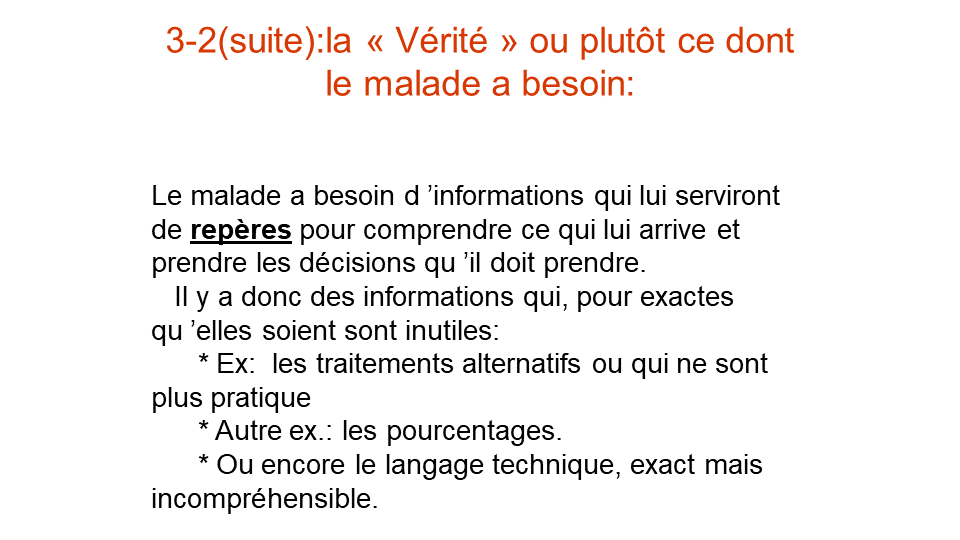 3-2(suite):la « Vérité » ou plutôt ce dont
le malade a besoin:
Le malade a besoin d ’informations qui lui serviront
de repères pour comprendre ce qui lui arrive et
prendre les décisions qu ’il doit prendre.
Il y a donc des informations qui, pour exactes
qu ’elles soient sont inutiles:
* Ex:  les traitements alternatifs ou qui ne sont
plus pratique
* Autre ex.: les pourcentages.
* Ou encore le langage technique, exact mais
incompréhensible.